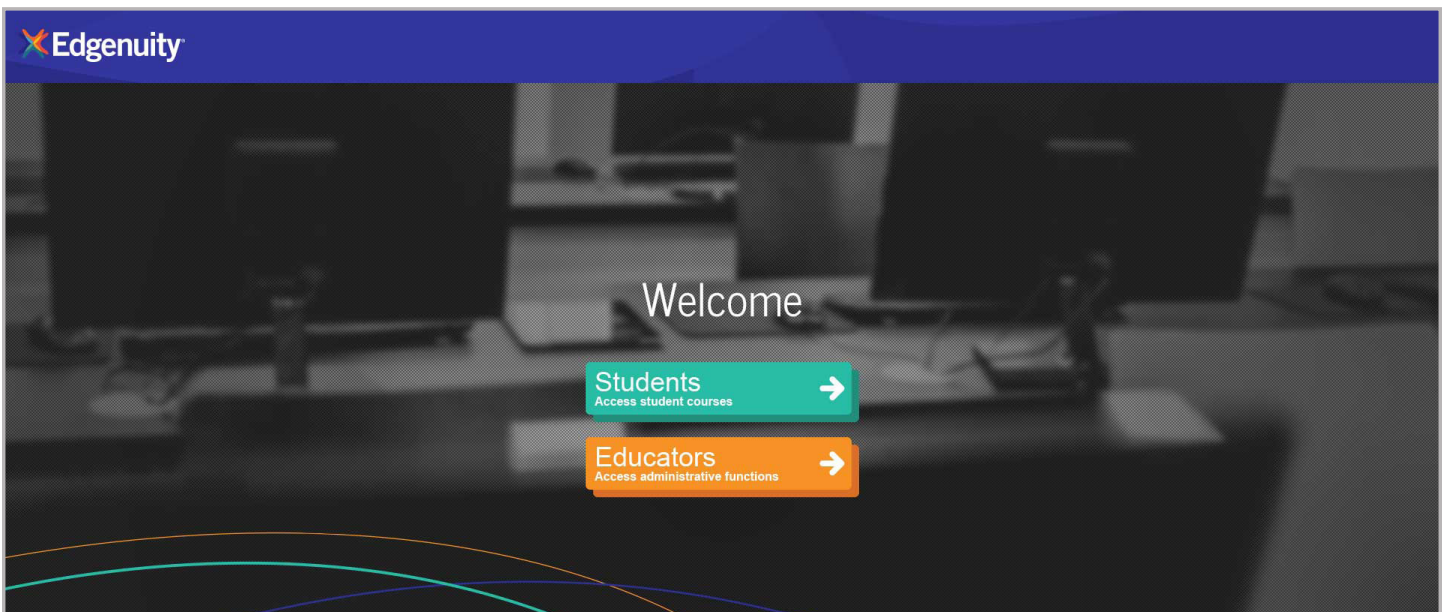 Edgenuity
Welcome
Students
Access student courses
Educators
Access administrative functions